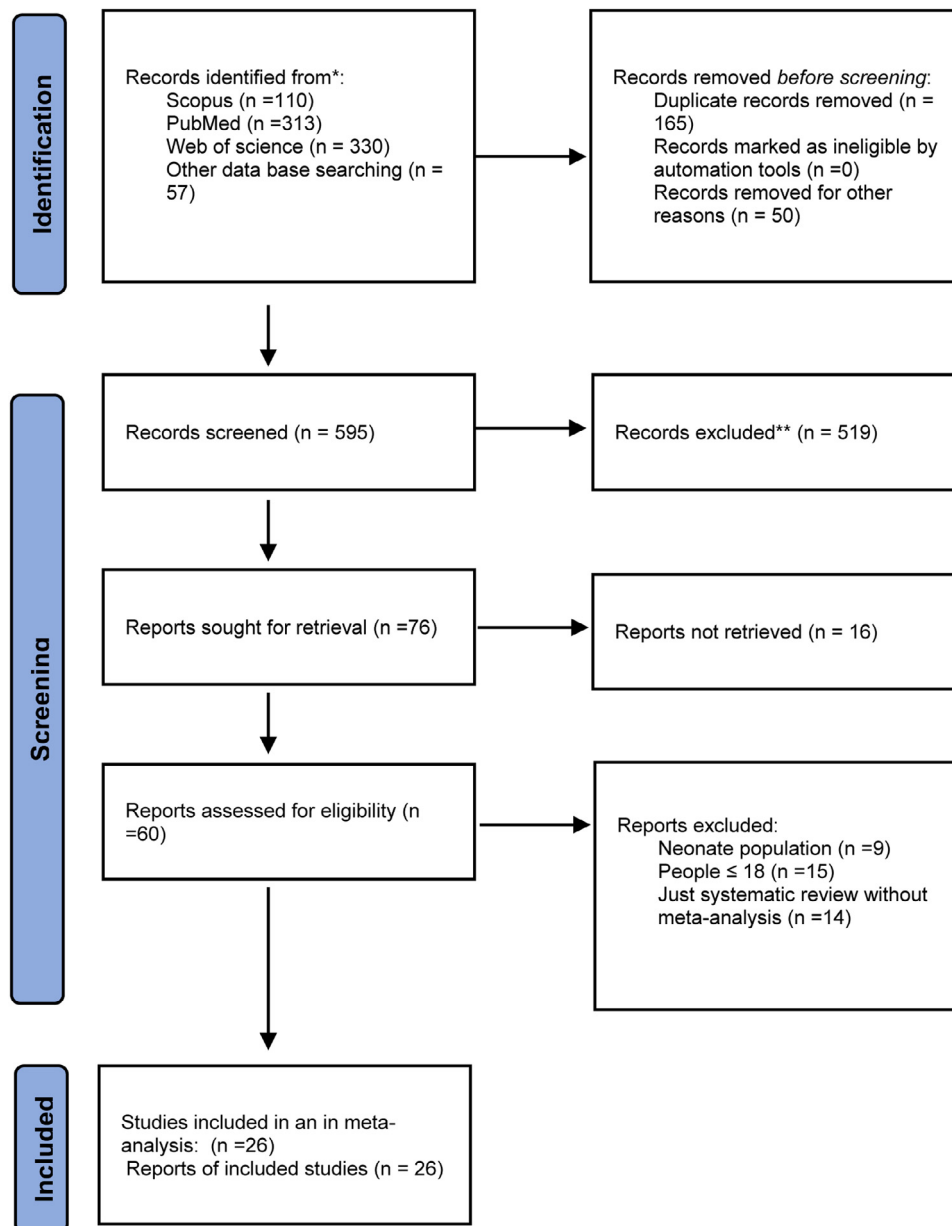 Identification
Records identified from*:
Scopus (n =110)
PubMed (n =313)
Web of science (n = 330)
Other data base searching (n =
57)
Records removed before screening:
Duplicate records removed (n =
165)
Records marked as ineligible by
automation tools (n =0)
Records removed for other
reasons (n = 50)
Screening
Records screened (n = 595)
Records excluded** (n = 519)
Reports sought for retrieval (n =76)
Reports not retrieved (n = 16)
Reports assessed for eligibility (n
=60)
Reports excluded:
Neonate population (n =9)
People ≤ 18 (n =15)
Just systematic review without
meta-analysis (n =14)
Included
Studies included in an in meta-
analysis: (n =26)
Reports of included studies (n = 26)